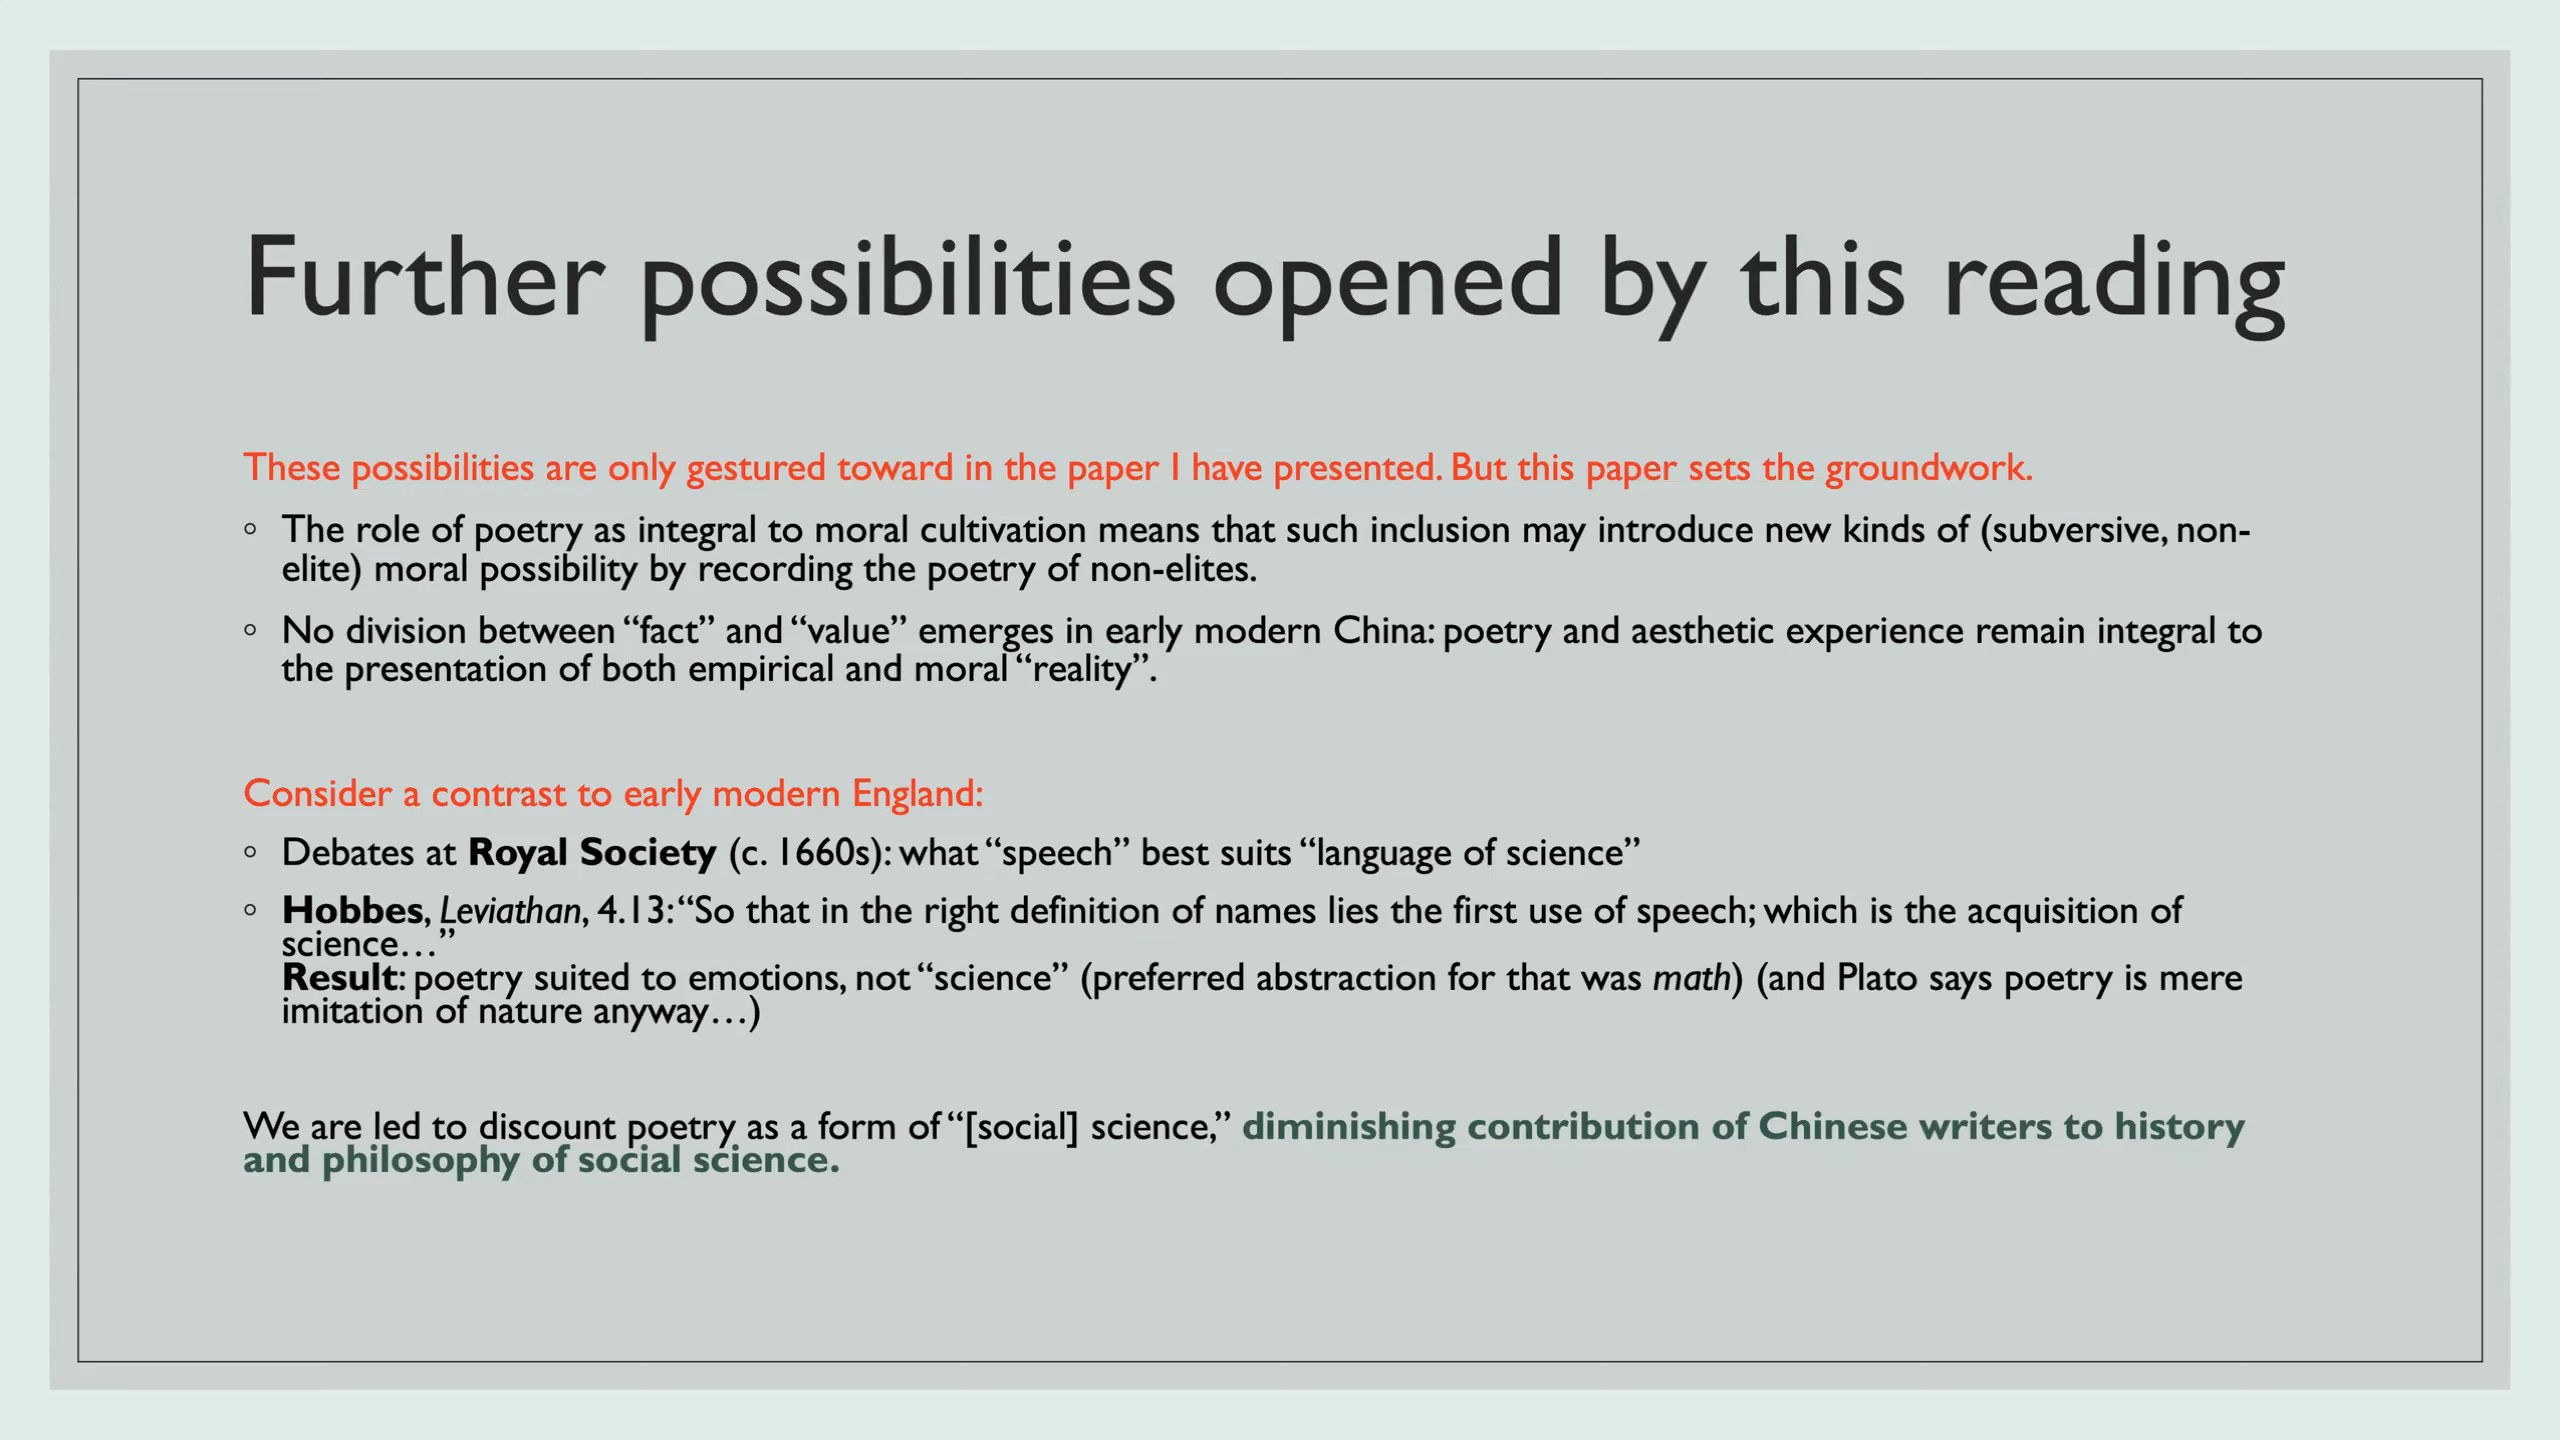 Further possibilities opened by this reading
These possibilities are only gestured toward in the paper I have presented. But this paper sets the groundwork.
◦ The role of poetry as integral to moral cultivation means that such inclusion may introduce new kinds of (subversive, non-
elite) moral possibility by recording the poetry of non-elites.
◦ No division between “fact” and “value” emerges in early modern China: poetry and aesthetic experience remain integral to
the presentation of both empirical and moral “reality”.
Consider a contrast to early modern England:
◦ Debates at Royal Society (c. 1660s): what “speech” best suits “language of science”
◦ Hobbes, Leviathan, 4.13: “So that in the right definition of names lies the first use of speech; which is the acquisition of
science…”
Result: poetry suited to emotions, not “science” (preferred abstraction for that was math) (and Plato says poetry is mere
imitation of nature anyway…)
We are led to discount poetry as a form of “[social] science,” diminishing contribution of Chinese writers to history
and philosophy of social science.